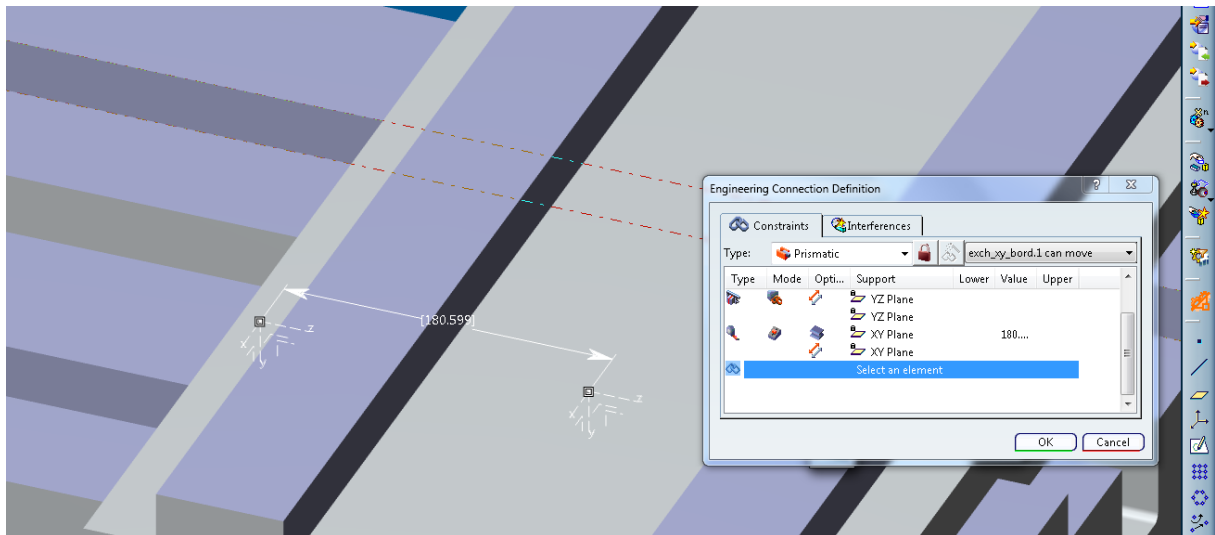 Engineering Connection Definition
Constraints Interferences
Type: Prismatic exch_xy_bord.1 can move
Type Mode Opti... Support Lower Value Upper
YZ Plane
YZ Plane
XY Plane 180....
XY Plane
Select an element
OK Cancel
[180.599]
z
x
y
z
x
y